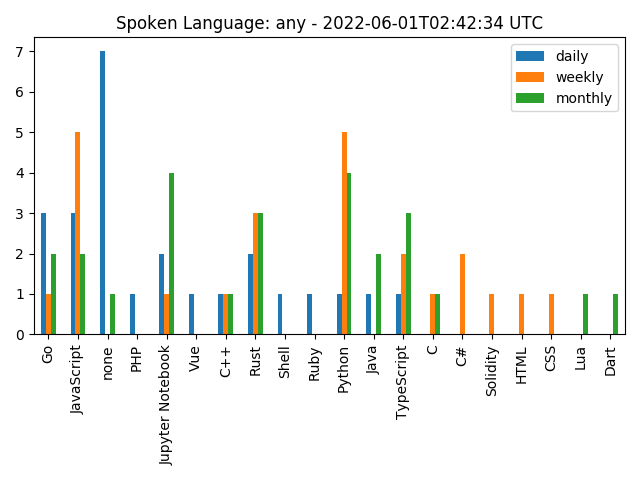 Spoken Language: any - 2022-06-01T02:42:34 UTC
daily
weekly
monthly
7
6
5
4
3
2
1
0
Go
JavaScript
none
PHP
Jupyter Notebook
Vue
C++
Rust
Shell
Ruby
Python
Java
TypeScript
C
C#
Solidity
HTML
CSS
Lua
Dart